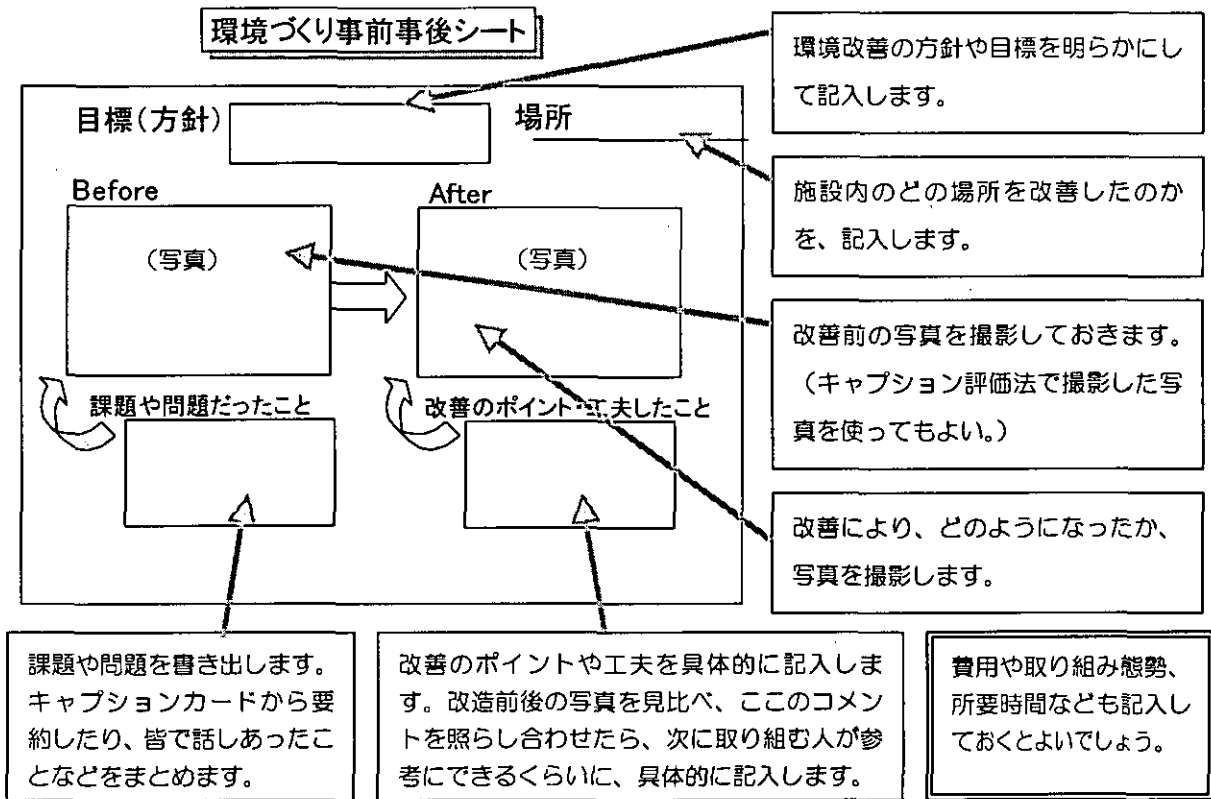 環境づくり事前事後シート
目標(方針)
場所
Before
After
(写真)
(写真)
課題や問題だったこと
改善のポイント・工夫したこと
環境改善の方針や目標を明らかにし
て記入します。
施設内のどの場所を改善したのか
を、記入します。
改善前の写真を撮影しておきます。
(キャプション評価法で撮影した写
真を使ってもよい。)
改善により、どのようになったか、
写真を撮影します。
課題や問題を書き出します。
キャプションカードから要
約したり、皆で話しあったこ
となどをまとめます。
改善のポイントや工夫を具体的に記入しま
す。改造前後の写真を見比べ、ここのコメン
トを照らし合わせたら、次に取り組む人が参
考にできるくらいに、具体的に記入します。
費用や取り組み態勢、
所要時間なども記入し
ておくとよいでしょう。